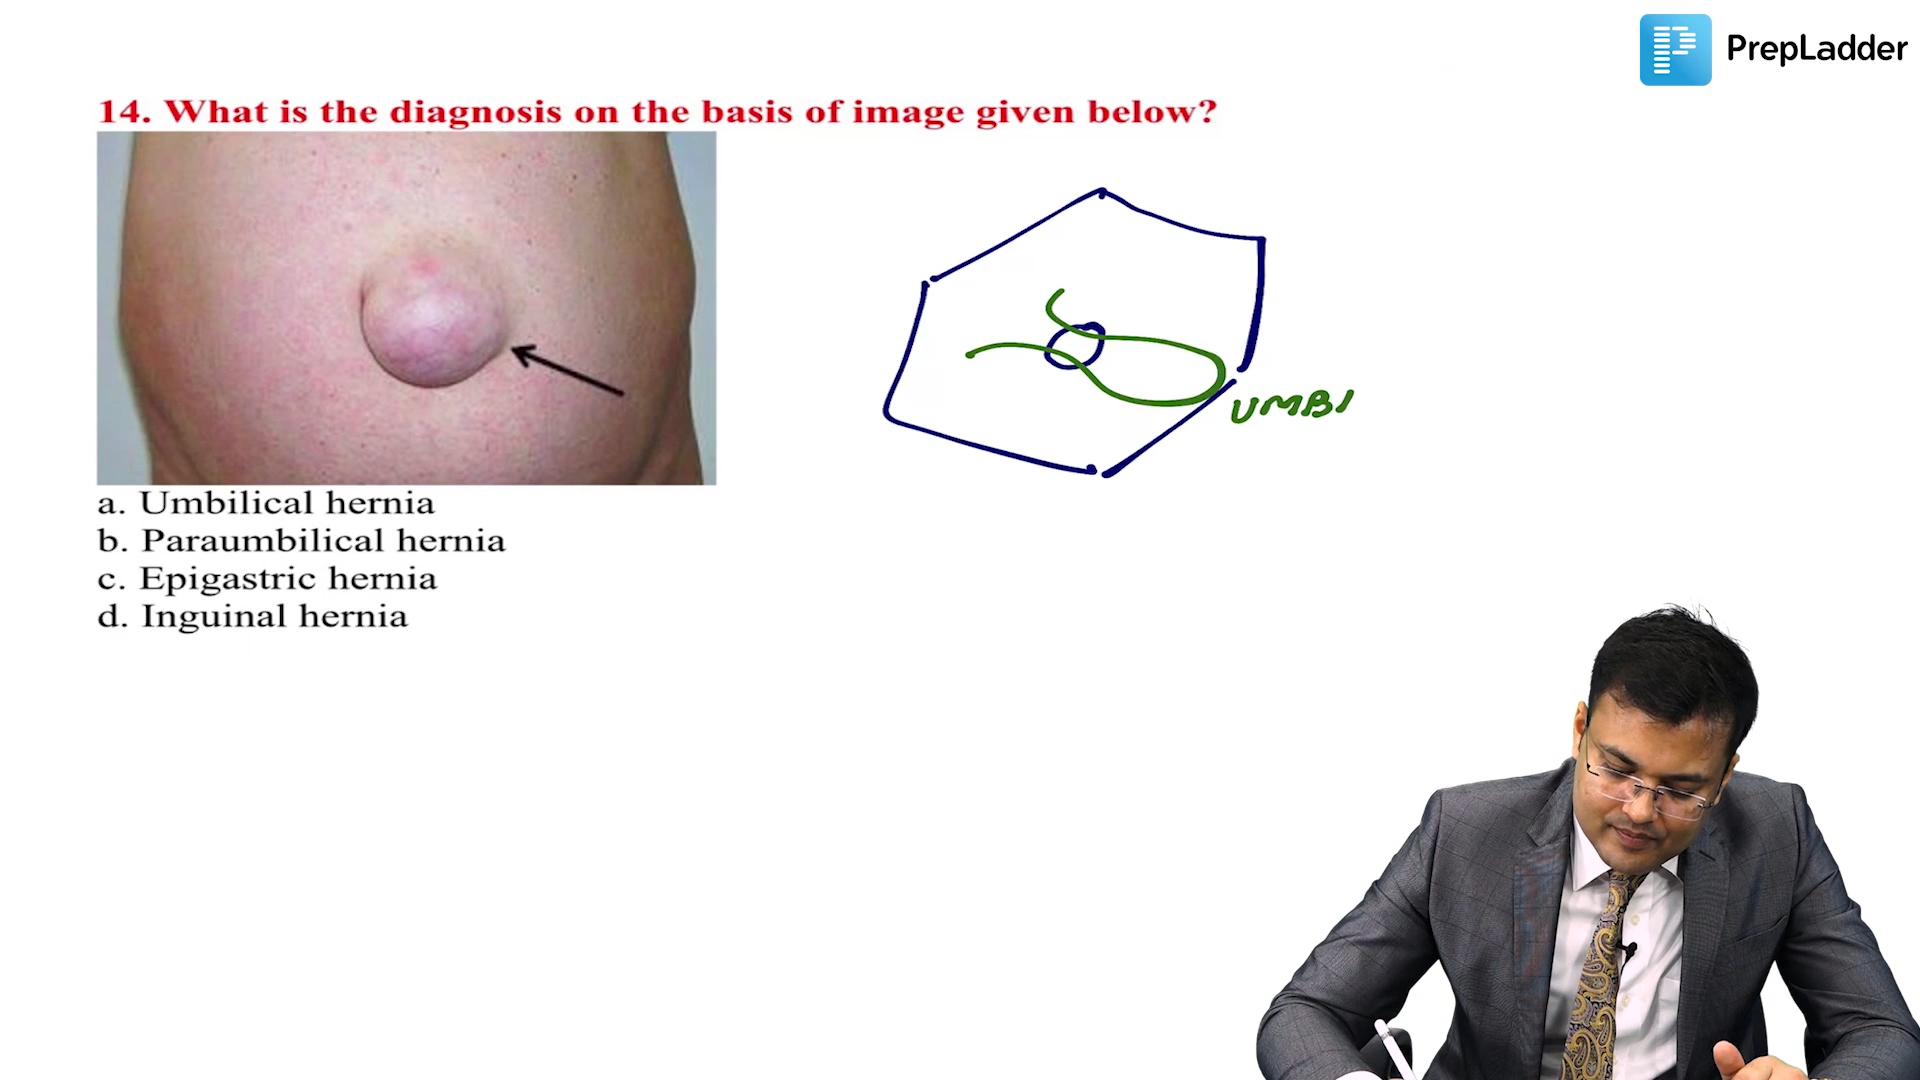 PrepLadder
14. What is the diagnosis on the basis of image given below?
UMBI
a. Umbilical hernia
b. Paraumbilical hernia
c. Epigastric hernia
d. Inguinal hernia